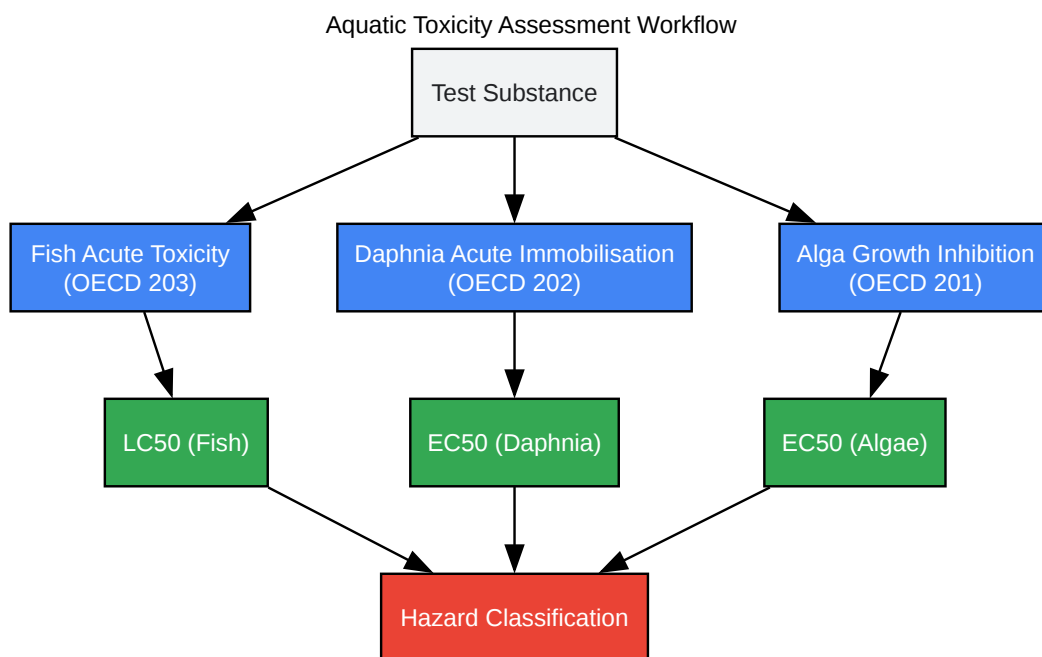 Aquatic Toxicity Assessment Workflow
Test Substance
Fish Acute Toxicity
(OECD 203)
Daphnia Acute Immobilisation
(OECD 202)
Alga Growth Inhibition
(OECD 201)
LC50 (Fish)
EC50 (Daphnia)
EC50 (Algae)
Hazard Classification